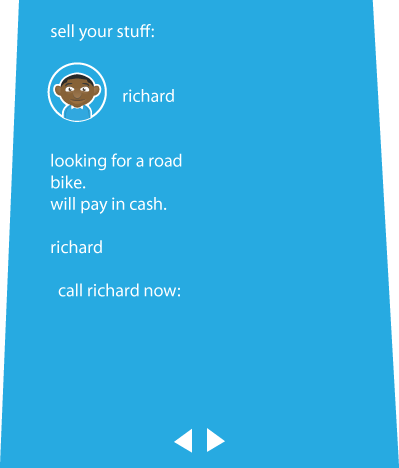 sell your stuff:
richard
looking for a road
bike.
will pay in cash.
richard
call richard now: